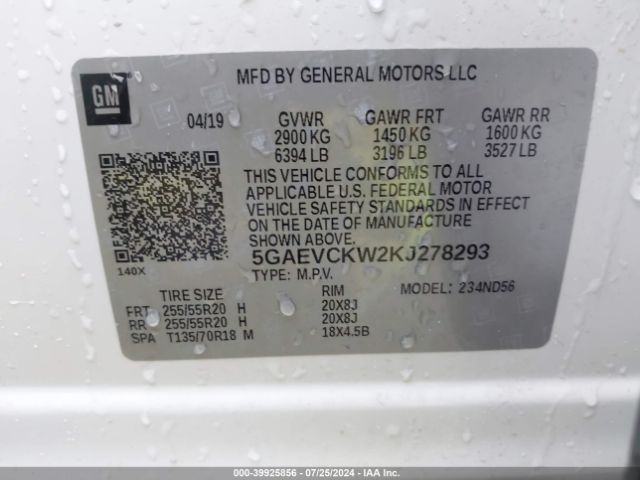 GM
MFD BY GENERAL MOTORS LLC
04/19 GVWR GAWR FRT GAWR RR
2900 KG 1450 KG 1600 KG
6394 LB 3196 LB 3527 LB
THIS VEHICLE CONFORMS TO ALL
APPLICABLE U.S. FEDERAL MOTOR
VEHICLE SAFETY STANDARDS IN EFFECT
ON THE DATE OF MANUFACTURE
SHOWN ABOVE.
140X
5GAEVCKW2KJ278293
TYPE: M.P.V. MODEL: 234ND56
TIRE SIZE RIM
FRT 255/55R20 H 20X8J
RR 255/55R20 H 20X8J
SPA T135/70R18 M 18X4.5B
STOCK: 39925856 - 07/25/2024 - IAA Inc.